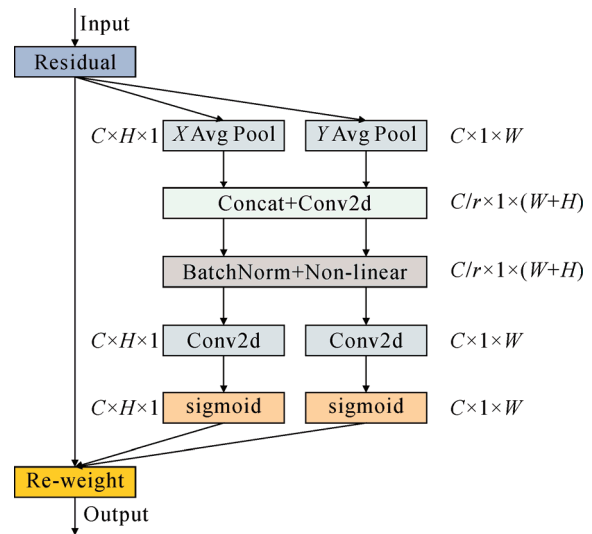 Input
Residual
C×H×1 X Avg Pool Y Avg Pool C×1×W
Concat+Conv2d C/r×1×(W+H)
BatchNorm+Non-linear C/r×1×(W+H)
C×H×1 Conv2d Conv2d C×1×W
C×H×1 sigmoid sigmoid C×1×W
Re-weight
Output